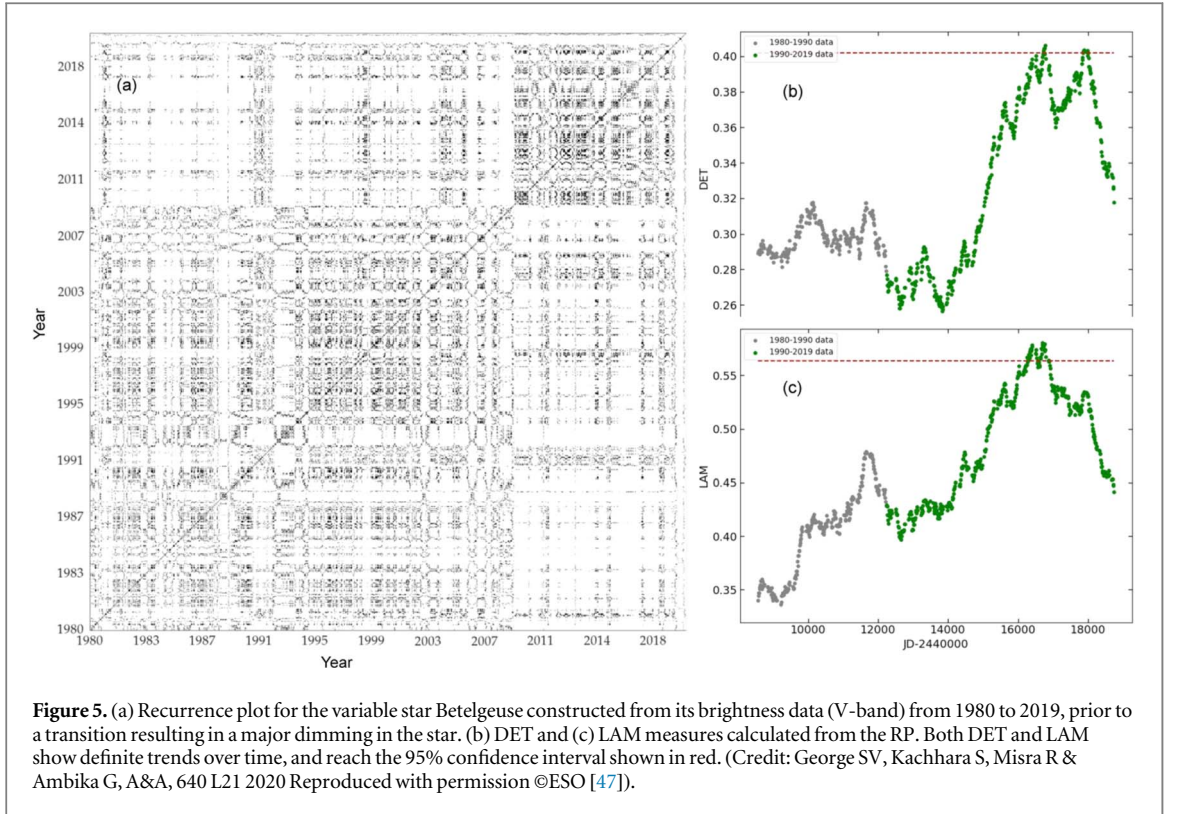 (a)
2018
2014
2011
2007
2003
1999
1995
1991
1987
1983
1980
Year
1980 1983 1987 1991 1995 1999 2003 2007 2011 2014 2018
Year
1980-1990 data
1990-2019 data
(b)
0.40
0.38
0.36
0.34
0.32
0.30
0.28
0.26
DET
1980-1990 data
1990-2019 data
(c)
0.55
0.50
0.45
0.40
0.35
LAM
10000 12000 14000 16000 18000
JD-2440000
Figure 5. (a) Recurrence plot for the variable star Betelgeuse constructed from its brightness data (V-band) from 1980 to 2019, prior to
a transition resulting in a major dimming in the star. (b) DET and (c) LAM measures calculated from the RP. Both DET and LAM
show definite trends over time, and reach the 95% confidence interval shown in red. (Credit: George SV, Kachhara S, Misra R &
Ambika G, A&A, 640 L21 2020 Reproduced with permission ©ESO [47]).